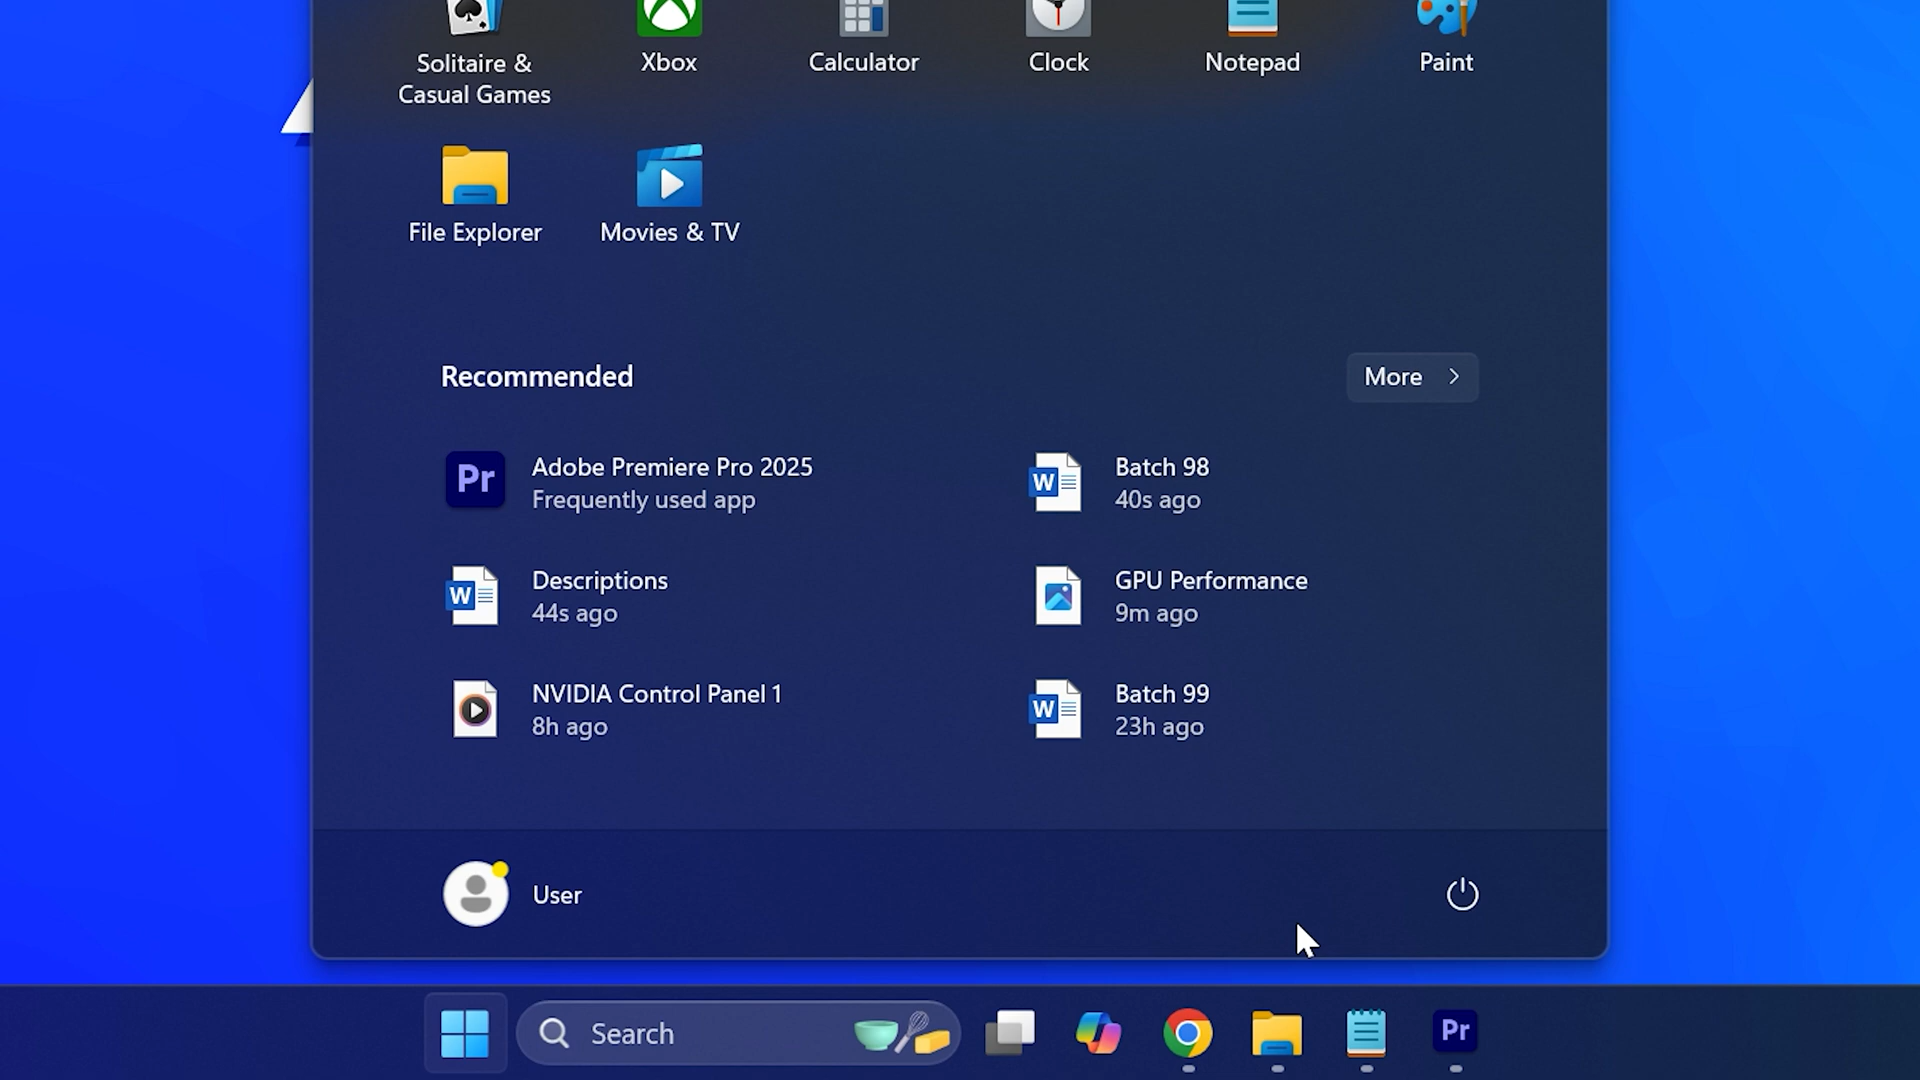 Solitaire &
Casual Games
Xbox
Calculator
Clock
Notepad
Paint
File Explorer
Movies & TV
Recommended
More
Pr
Adobe Premiere Pro 2025
Frequently used app
W
Batch 98
40s ago
W
Descriptions
44s ago
GPU Performance
9m ago
NVIDIA Control Panel 1
8h ago
W
Batch 99
23h ago
User
Search
Pr